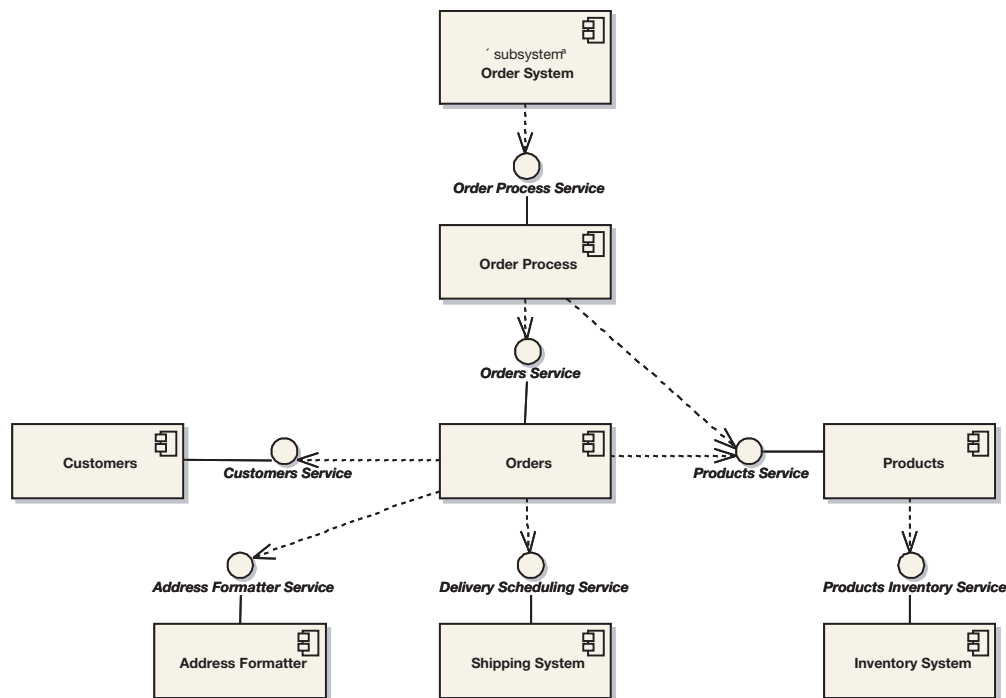 ´ subsystemª
Order System
Order Process Service
Order Process
Orders Service
Customers
Customers Service
Orders
Products Service
Products
Address Formatter Service
Delivery Scheduling Service
Products Inventory Service
Address Formatter
Shipping System
Inventory System